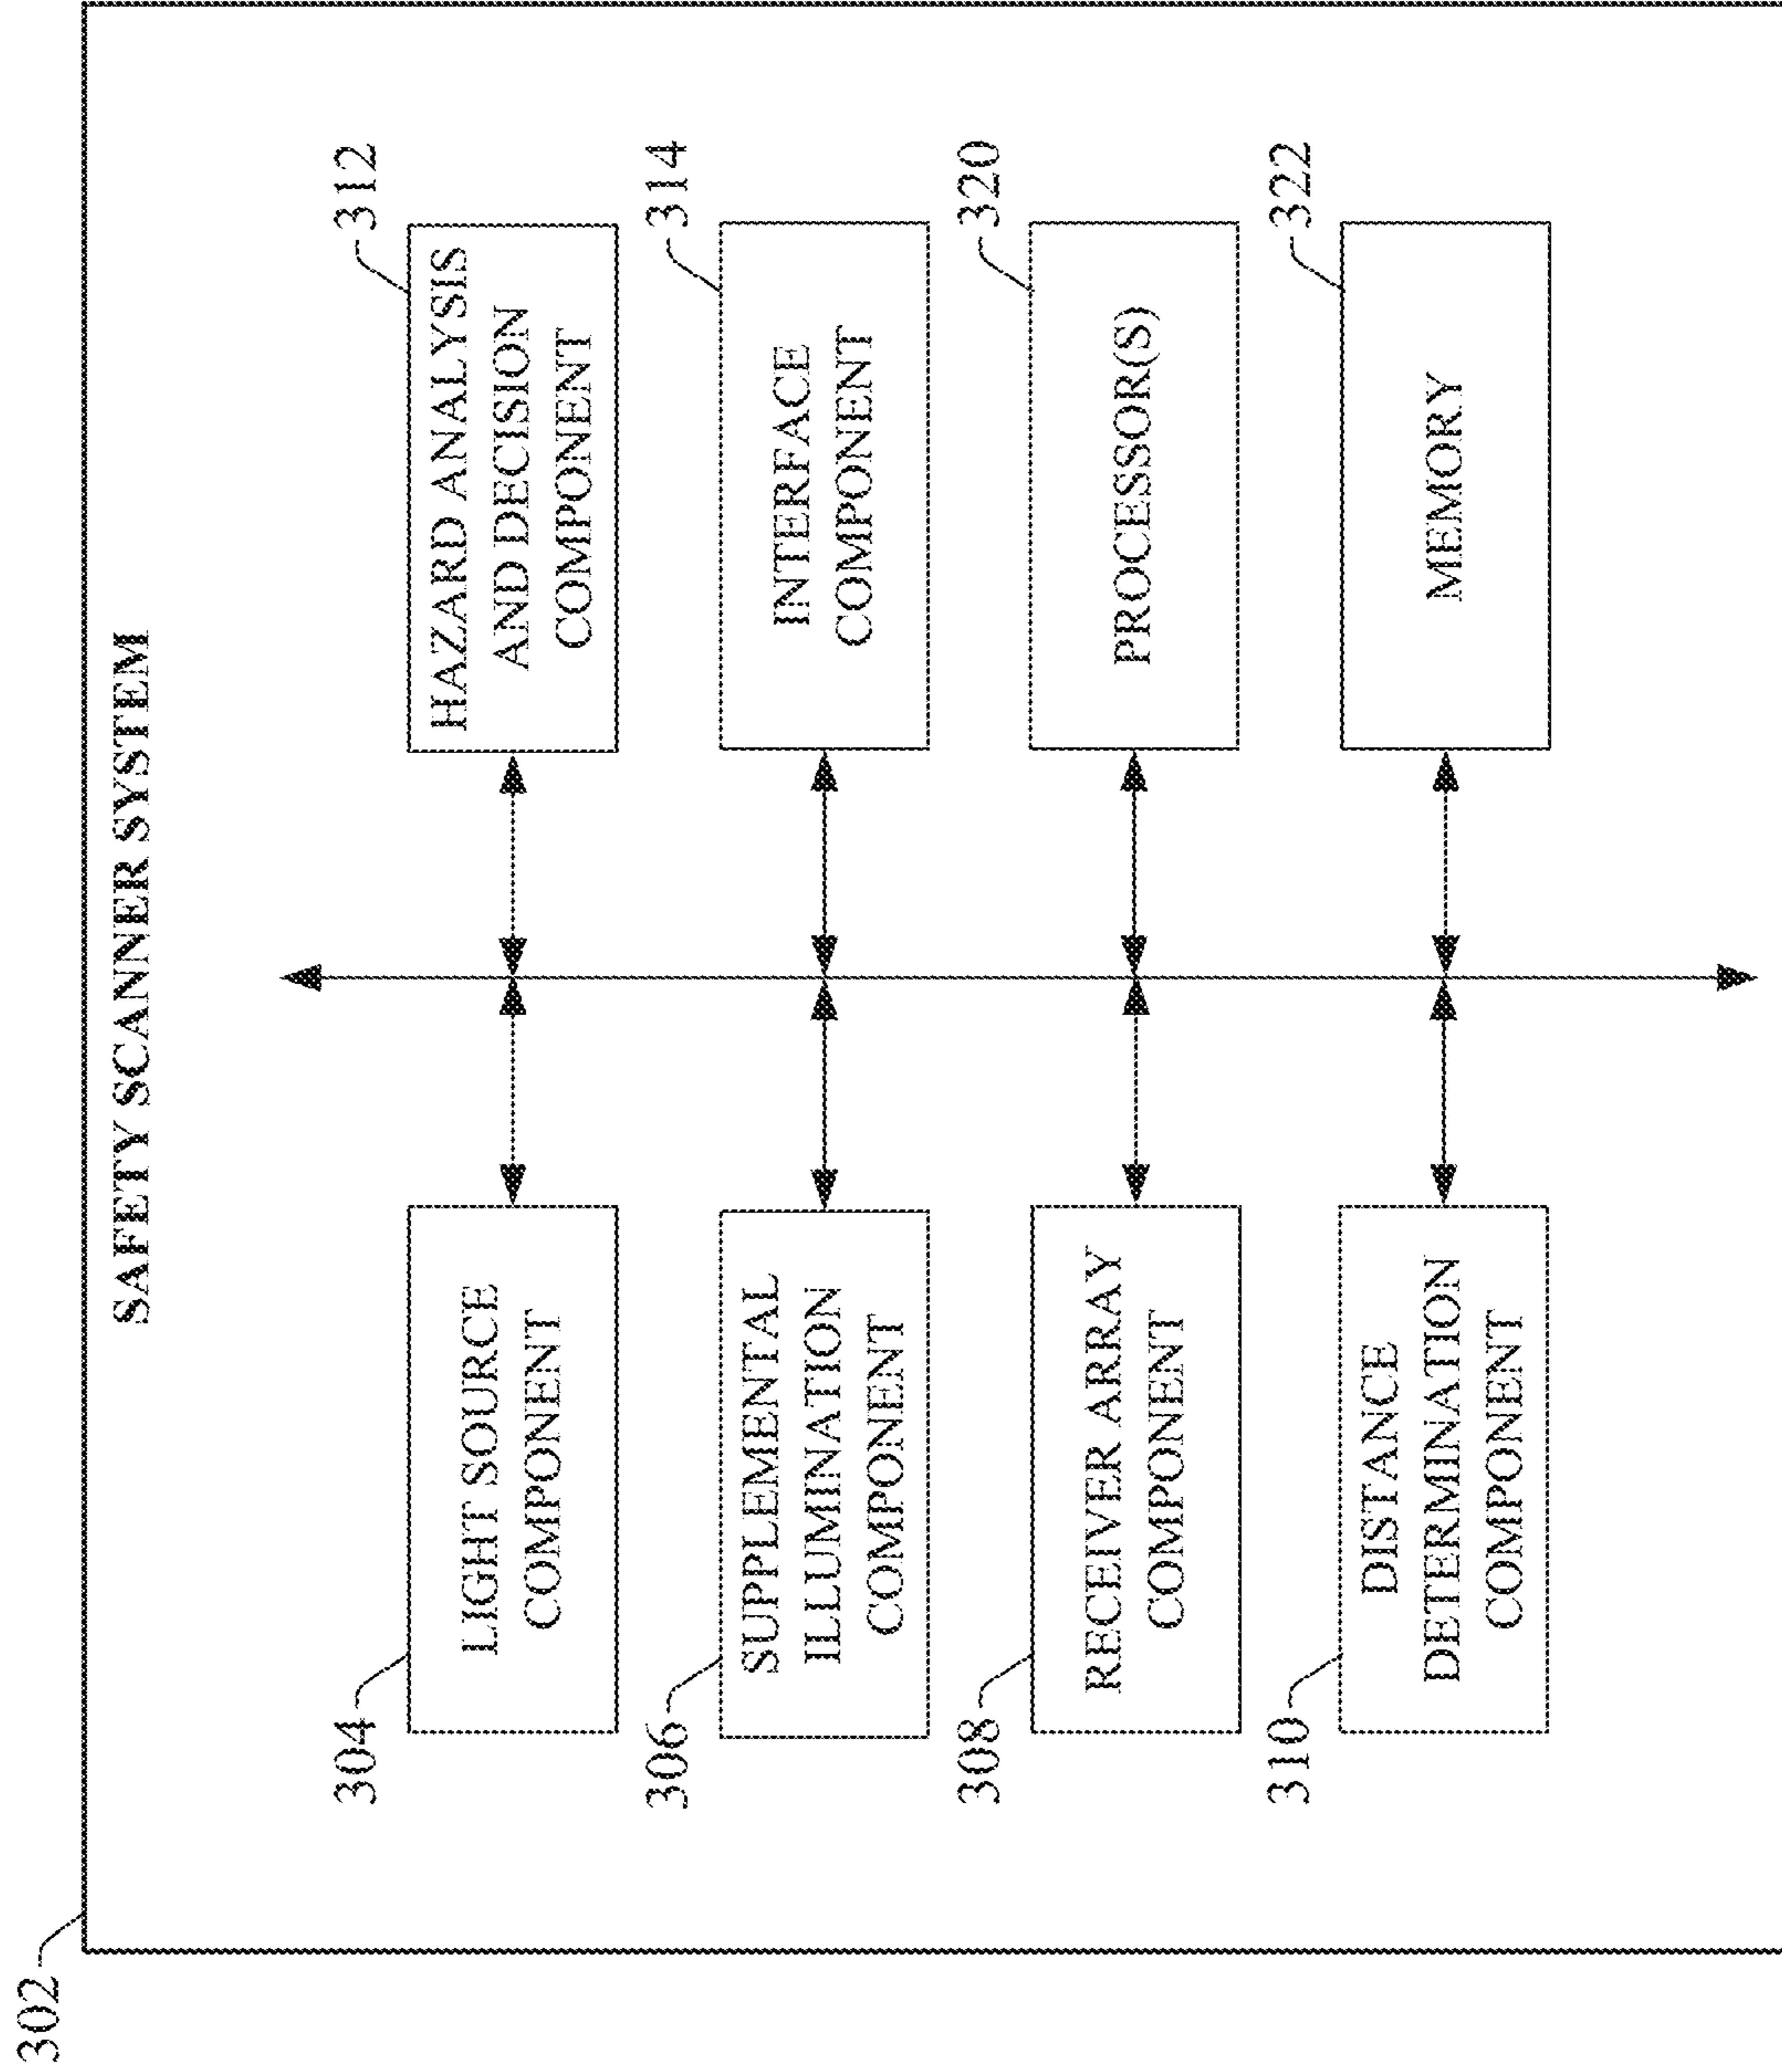 302
SAFETY SCANNER SYSTEM
304
LIGHT SOURCE
COMPONENT
312
HAZARD ANALYSIS
AND DECISION
COMPONENT
306
SUPPLEMENTAL
ILLUMINATION
COMPONENT
314
INTERFACE
COMPONENT
308
RECEIVER ARRAY
COMPONENT
320
PROCESSOR(S)
310
DISTANCE
DETERMINATION
COMPONENT
322
MEMORY